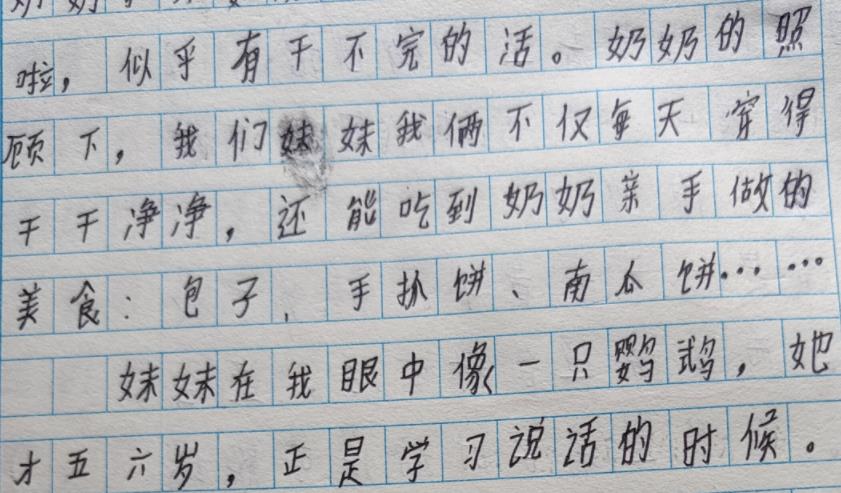 啦，似乎有干不完的活。奶奶的照
顾下，我们妹妹我俩不仅每天穿得
干干净净，还能吃到奶奶亲手做的
美食：包子、手扒饼、南瓜饼……
妹妹在我眼中像一只鹦鹉，她
才五六岁，正是学习说话的时候。